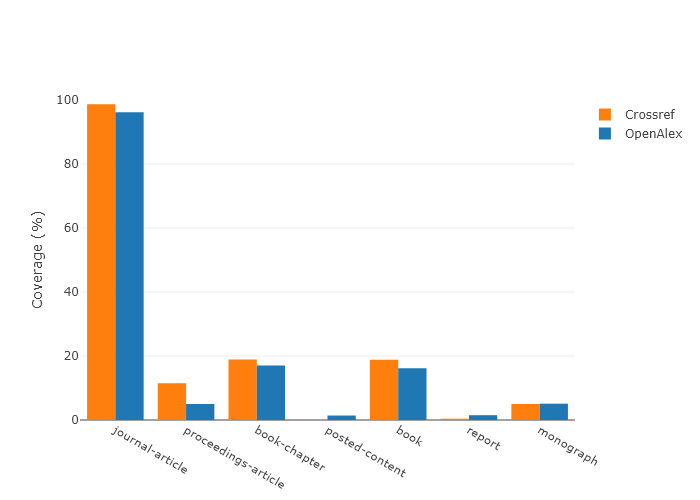 Crossref
OpenAlex
Coverage (%)
100
80
60
40
20
0
journal-article
proceedings-article
book-chapter
posted-content
book
report
monograph